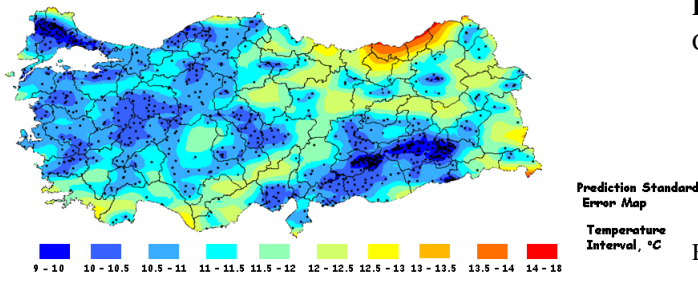 Prediction Standard
Error Map
Temperature
Interval, °C
9 - 10 10 - 10.5 10.5 - 11 11 - 11.5 11.5 - 12 12 - 12.5 12.5 - 13 13 - 13.5 13.5 - 14 14 - 18